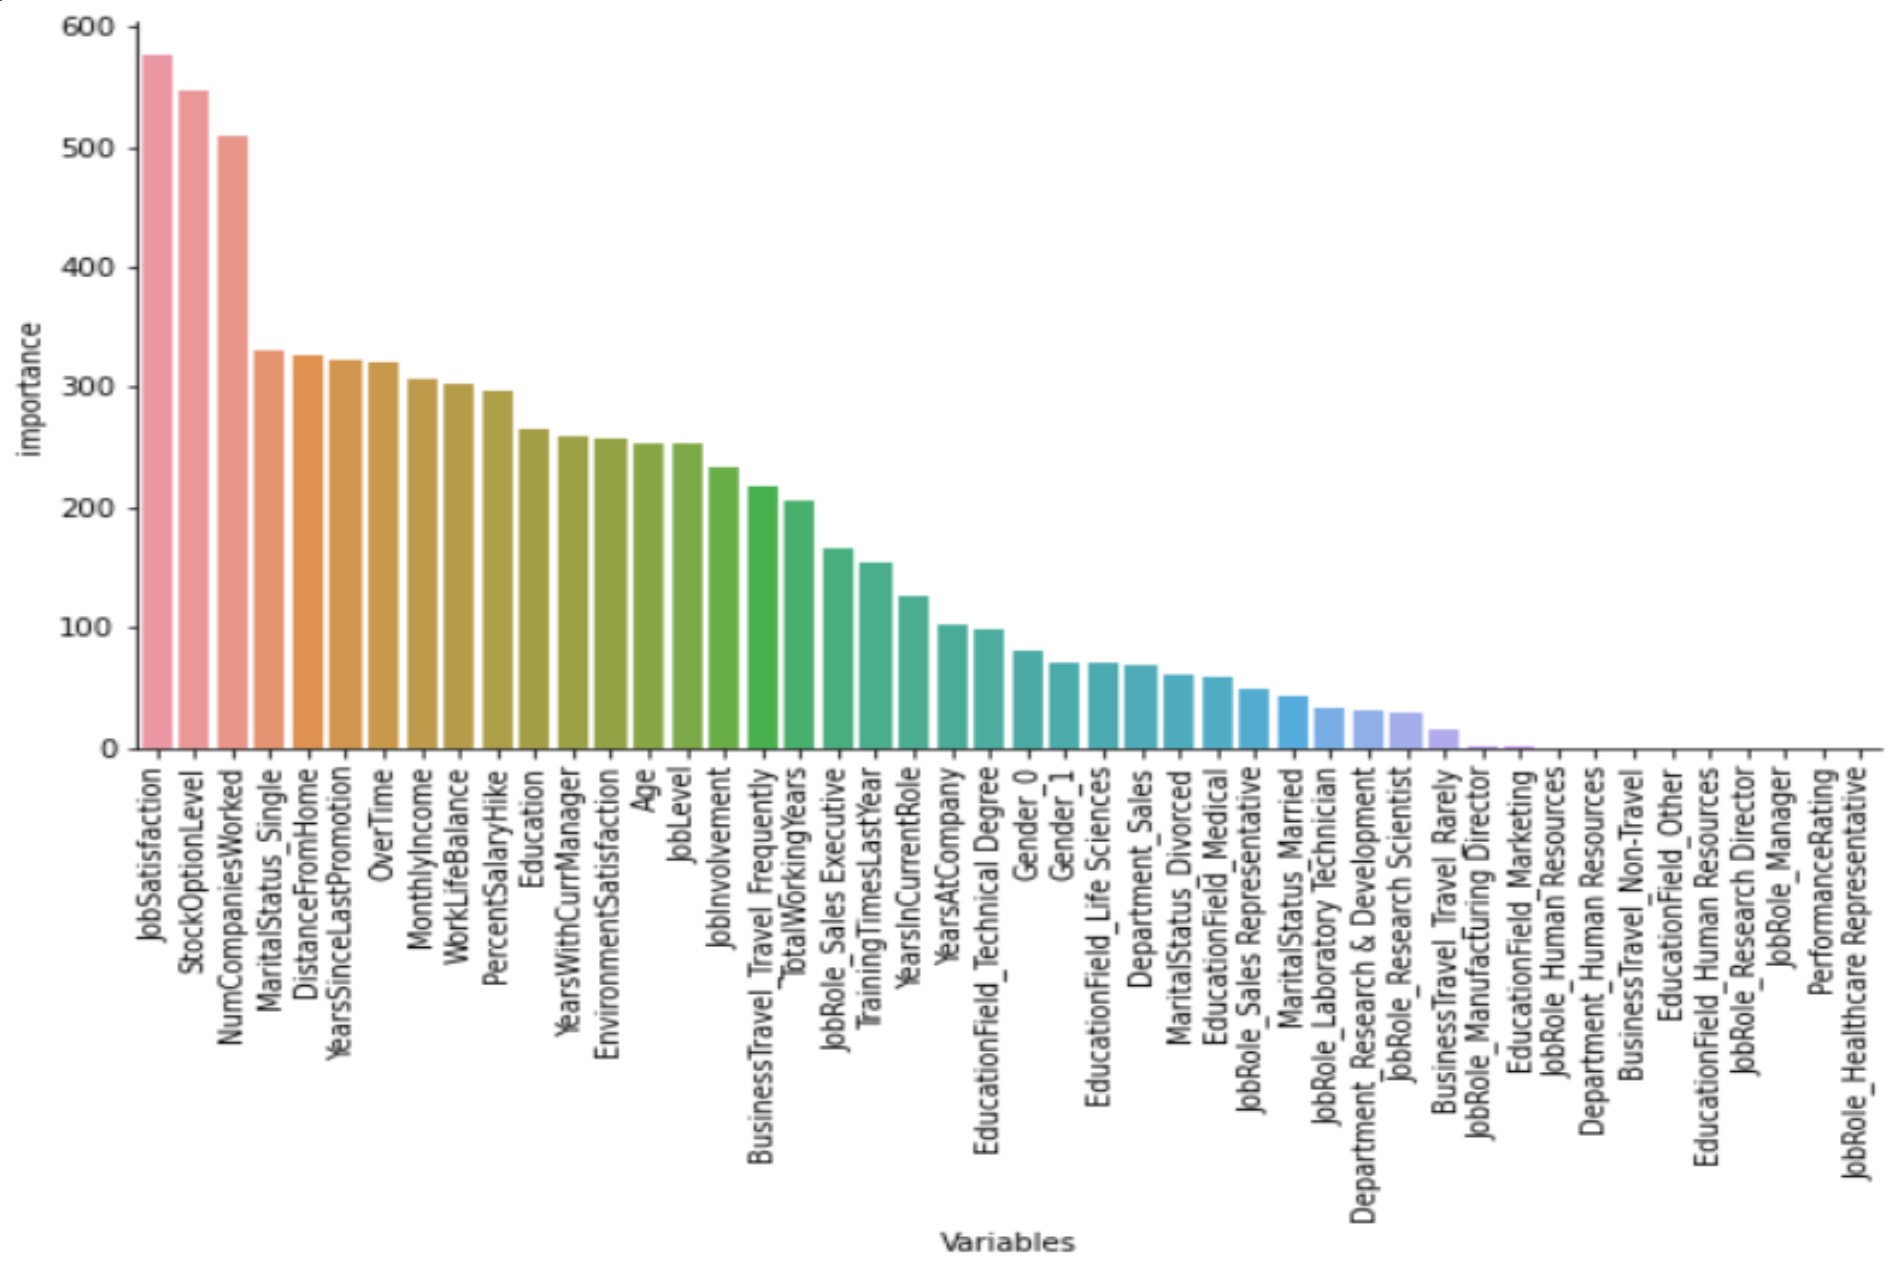 600
500
400
300
200
100
0
importance
JobSatisfaction
StockOptionLevel
NumCompaniesWorked
MaritalStatus_Single
DistanceFromHome
YearsSinceLastPromotion
OverTime
MonthlyIncome
WorkLifeBalance
PercentSalaryHike
Education
YearsWithCurrManager
EnvironmentSatisfaction
Age
JobLevel
JobInvolvement
BusinessTravel_Travel_Frequently
TotalWorkingYears
JobRole_Sales Executive
TrainingTimesLastYear
YearsInCurrentRole
YearsAtCompany
EducationField_Technical Degree
Gender_0
Gender_1
EducationField_Life Sciences
Department_Sales
MaritalStatus_Divorced
EducationField_Medical
JobRole_Sales Representative
MaritalStatus_Married
JobRole_Laboratory Technician
Department_Research & Development
JobRole_Research Scientist
BusinessTravel_Travel_Rarely
JobRole_Manufacturing Director
EducationField_Marketing
JobRole_Human Resources
Department_Human Resources
BusinessTravel_Non-Travel
EducationField_Other
EducationField_Human Resources
JobRole_Research Director
JobRole_Manager
PerformanceRating
JobRole_Healthcare Representative
Variables